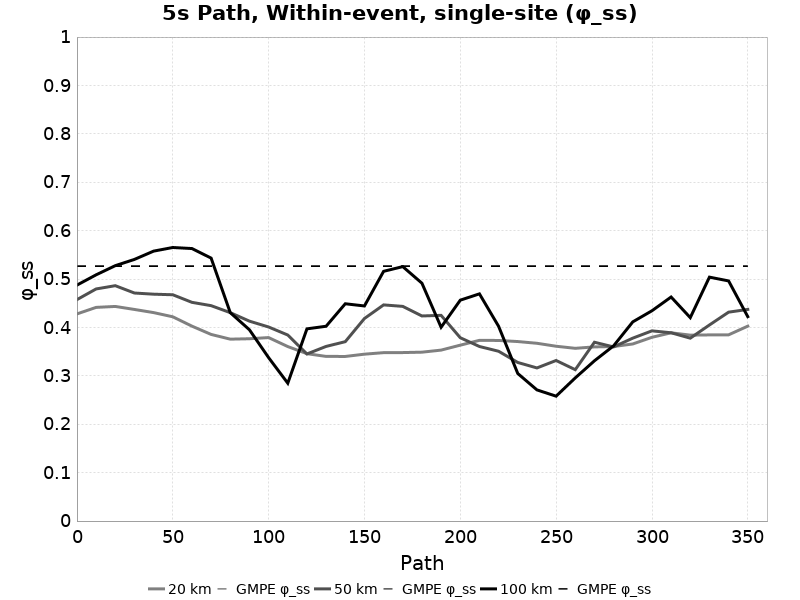 5s Path, Within-event, single-site (φ_ss)
1
0.9
0.8
0.7
0.6
0.5
0.4
0.3
0.2
0.1
0
φ_ss
0 50 100 150 200 250 300 350
Path
20 km GMPE φ_ss 50 km GMPE φ_ss 100 km GMPE φ_ss